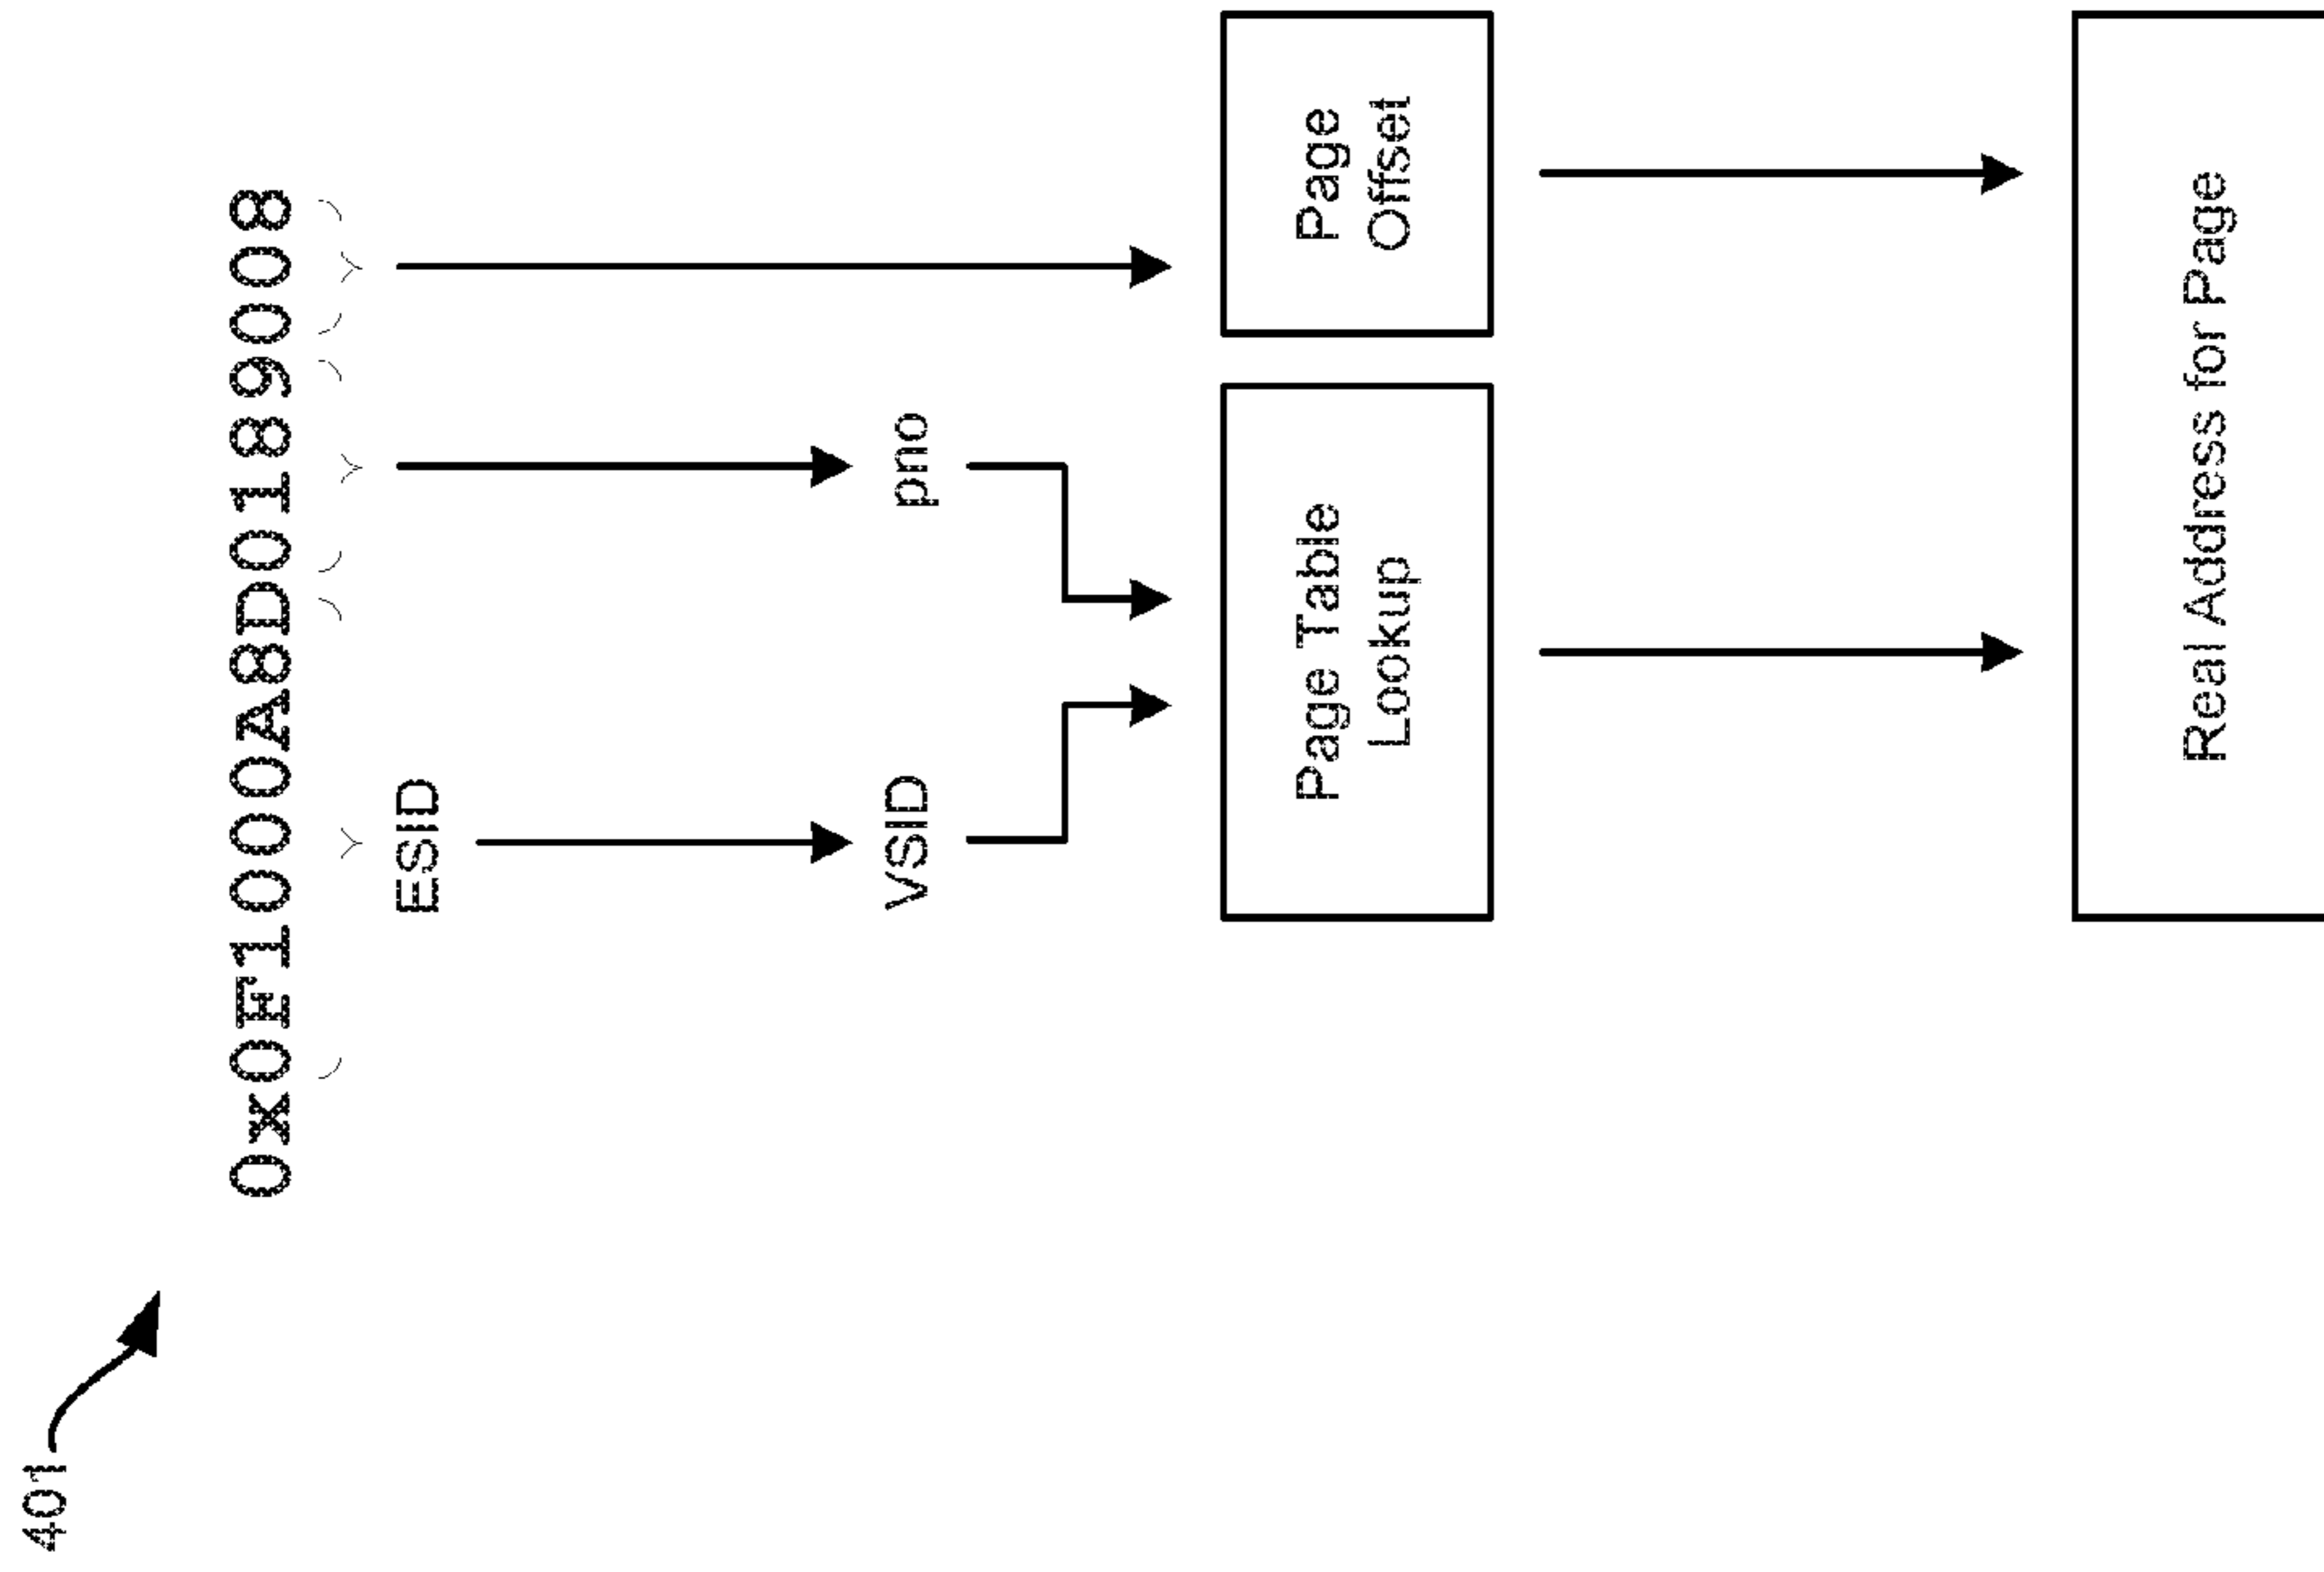 401
0x0F1000A8D0189008
ESID
VSID
pno
Page Table
Lookup
Page
Offset
Real Address for Page